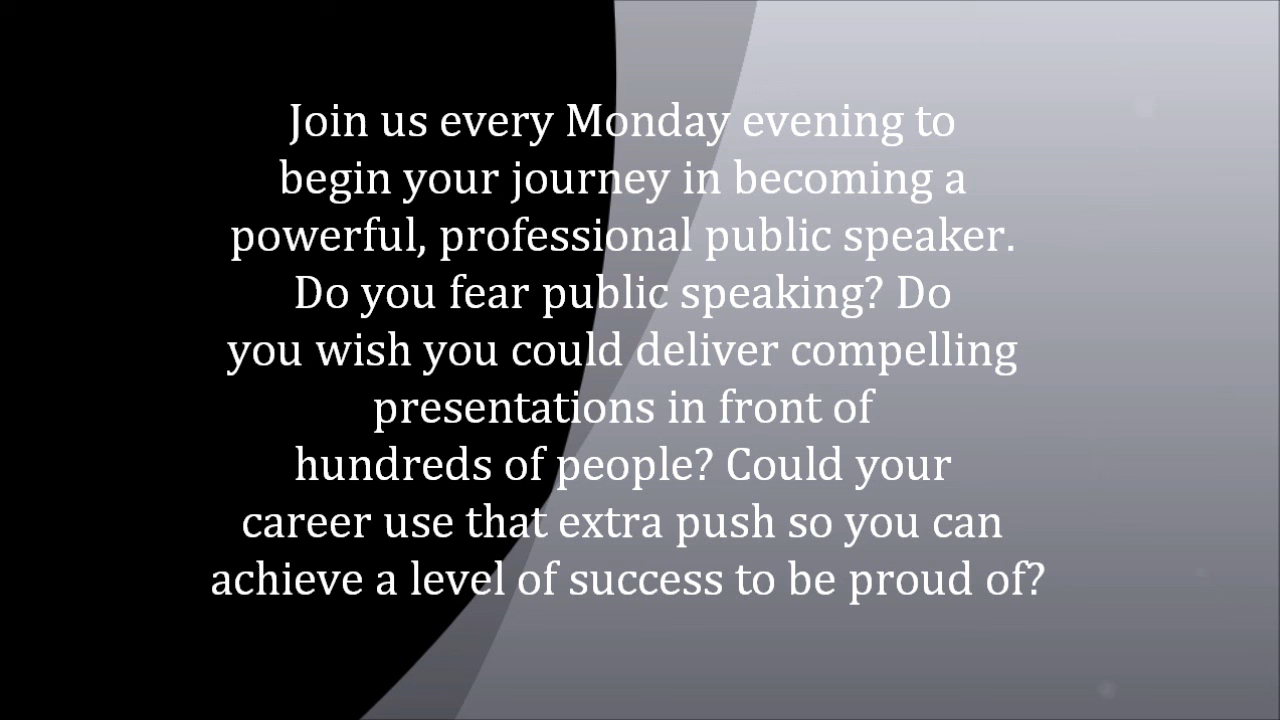 Join us every Monday evening to
begin your journey in becoming a
powerful, professional public speaker.
Do you fear public speaking? Do
you wish you could deliver compelling
presentations in front of
hundreds of people? Could your
career use that extra push so you can
achieve a level of success to be proud of?